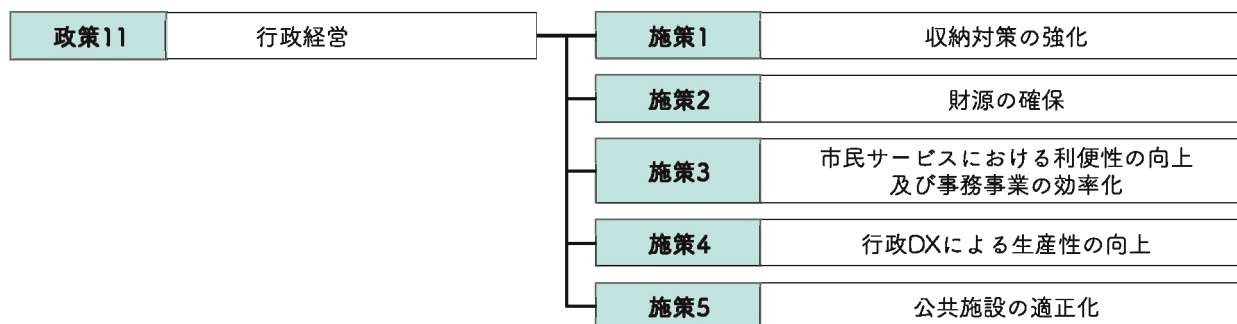 政策11 行政経営
施策1 収納対策の強化
施策2 財源の確保
施策3 市民サービスにおける利便性の向上
及び事務事業の効率化
施策4 行政DXによる生産性の向上
施策5 公共施設の適正化